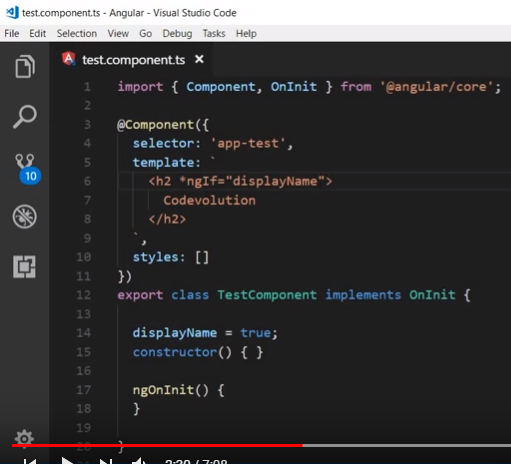 test.component.ts - Angular - Visual Studio Code
File Edit Selection View Go Debug Tasks Help
test.component.ts ×
1 import { Component, OnInit } from '@angular/core';
2
3 @Component({
4 selector: 'app-test',
5 template: `
6 <h2 *ngIf="displayName">
7 Codevolution
8 </h2>
9 `,
10 styles: []
11 })
12 export class TestComponent implements OnInit {
13
14 displayName = true;
15 constructor() { }
16
17 ngOnInit() {
18 }
19
20 }
10
/ 7:08